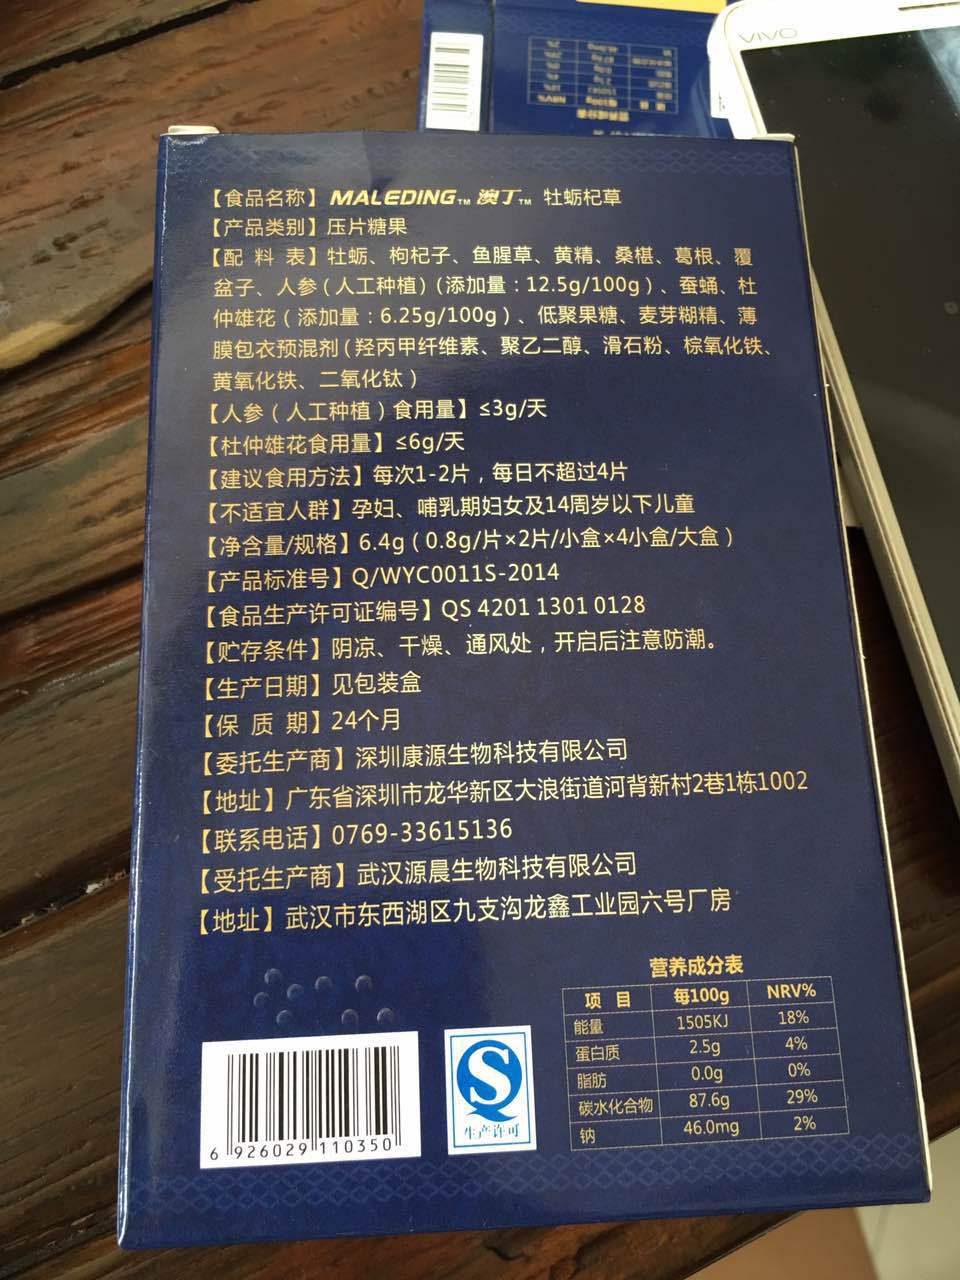 VIVO
【食品名称】MALEDING™ 澳丁™ 牡蛎杞草
【产品类别】压片糖果
【配 料 表】牡蛎、枸杞子、鱼腥草、黄精、桑椹、葛根、覆
盆子、人参（人工种植）（添加量：12.5g/100g）、蚕蛹、杜
仲雄花（添加量：6.25g/100g）、低聚果糖、麦芽糊精、薄
膜包衣预混剂（羟丙甲纤维素、聚乙二醇、滑石粉、棕氧化铁、
黄氧化铁、二氧化钛）
【人参（人工种植）食用量】≤3g/天
【杜仲雄花食用量】≤6g/天
【建议食用方法】每次1-2片，每日不超过4片
【不适宜人群】孕妇、哺乳期妇女及14周岁以下儿童
【净含量/规格】6.4g（0.8g/片×2片/小盒×4小盒/大盒）
【产品标准号】Q/WYC0011S-2014
【食品生产许可证编号】QS 4201 1301 0128
【贮存条件】阴凉、干燥、通风处，开启后注意防潮。
【生产日期】见包装盒
【保 质 期】24个月
【委托生产商】深圳康源生物科技有限公司
【地址】广东省深圳市龙华新区大浪街道河背新村2巷1栋1002
【联系电话】0769-33615136
【受托生产商】武汉源晨生物科技有限公司
【地址】武汉市东西湖区九支沟龙鑫工业园六号厂房
营养成分表
项 目 每100g NRV%
能量 1505KJ 18%
蛋白质 2.5g 4%
脂肪 0.0g 0%
碳水化合物 87.6g 29%
钠 46.0mg 2%
6 926029 110350
生产许可